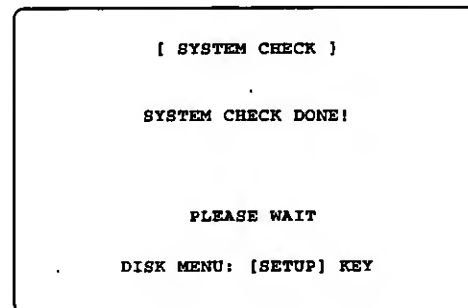 [ SYSTEM CHECK ]
SYSTEM CHECK DONE!
PLEASE WAIT
DISK MENU: [SETUP] KEY